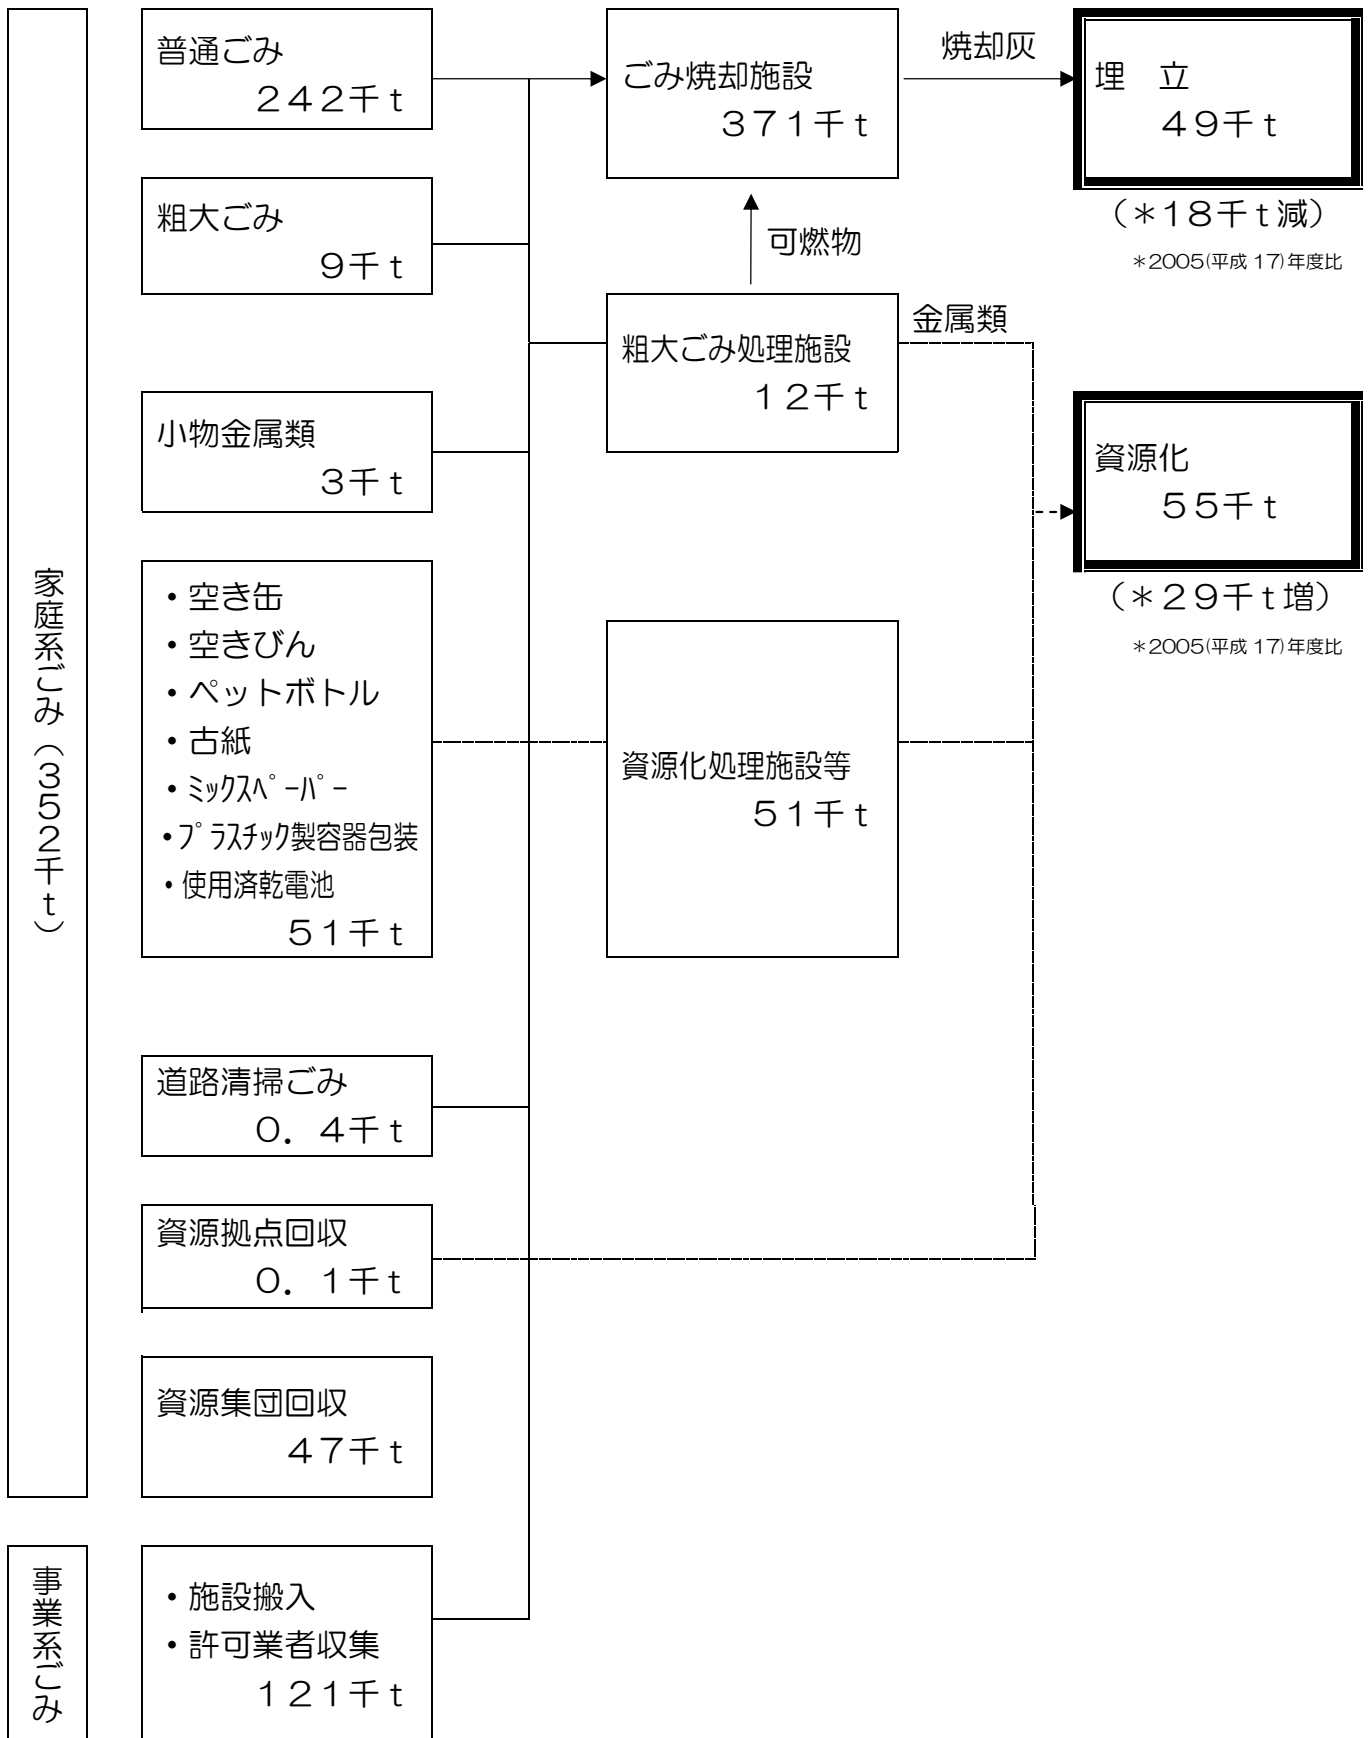 家庭系ごみ（３５２千ｔ）
普通ごみ
２４２千ｔ
粗大ごみ
９千ｔ
小物金属類
３千ｔ
・空き缶
・空きびん
・ペットボトル
・古紙
・ﾐｯｸｽﾍﾟｰﾊﾟｰ
・ﾌﾟﾗｽﾁｯｸ製容器包装
・使用済乾電池
５１千ｔ
道路清掃ごみ
０．４千ｔ
資源拠点回収
０．１千ｔ
資源集団回収
４７千ｔ
事業系ごみ
・施設搬入
・許可業者収集
１２１千ｔ
ごみ焼却施設
３７１千ｔ
可燃物
粗大ごみ処理施設
１２千ｔ
資源化処理施設等
５１千ｔ
焼却灰
金属類
埋　立
４９千ｔ
（＊１８千ｔ減）
＊2005(平成 17)年度比
資源化
５５千ｔ
（＊２９千ｔ増）
＊2005(平成 17)年度比